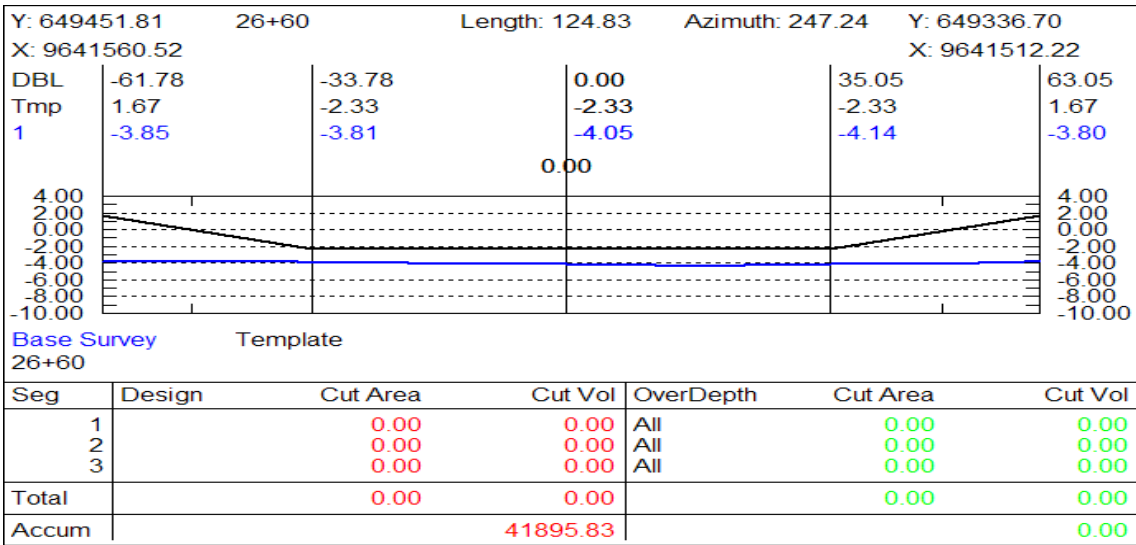 Y: 649451.81 26+60 Length: 124.83 Azimuth: 247.24 Y: 649336.70
X: 9641560.52 X: 9641512.22
DBL -61.78 -33.78 0.00 35.05 63.05
Tmp 1.67 -2.33 -2.33 -2.33 1.67
1 -3.85 -3.81 -4.05 -4.14 -3.80
0.00
4.00 4.00
2.00 2.00
0.00 0.00
-2.00 -2.00
-4.00 -4.00
-6.00 -6.00
-8.00 -8.00
-10.00 -10.00
Base Survey Template
26+60
Seg Design Cut Area Cut Vol OverDepth Cut Area Cut Vol
1 0.00 0.00 All 0.00 0.00
2 0.00 0.00 All 0.00 0.00
3 0.00 0.00 All 0.00 0.00
Total 0.00 0.00 0.00 0.00
Accum 41895.83 0.00